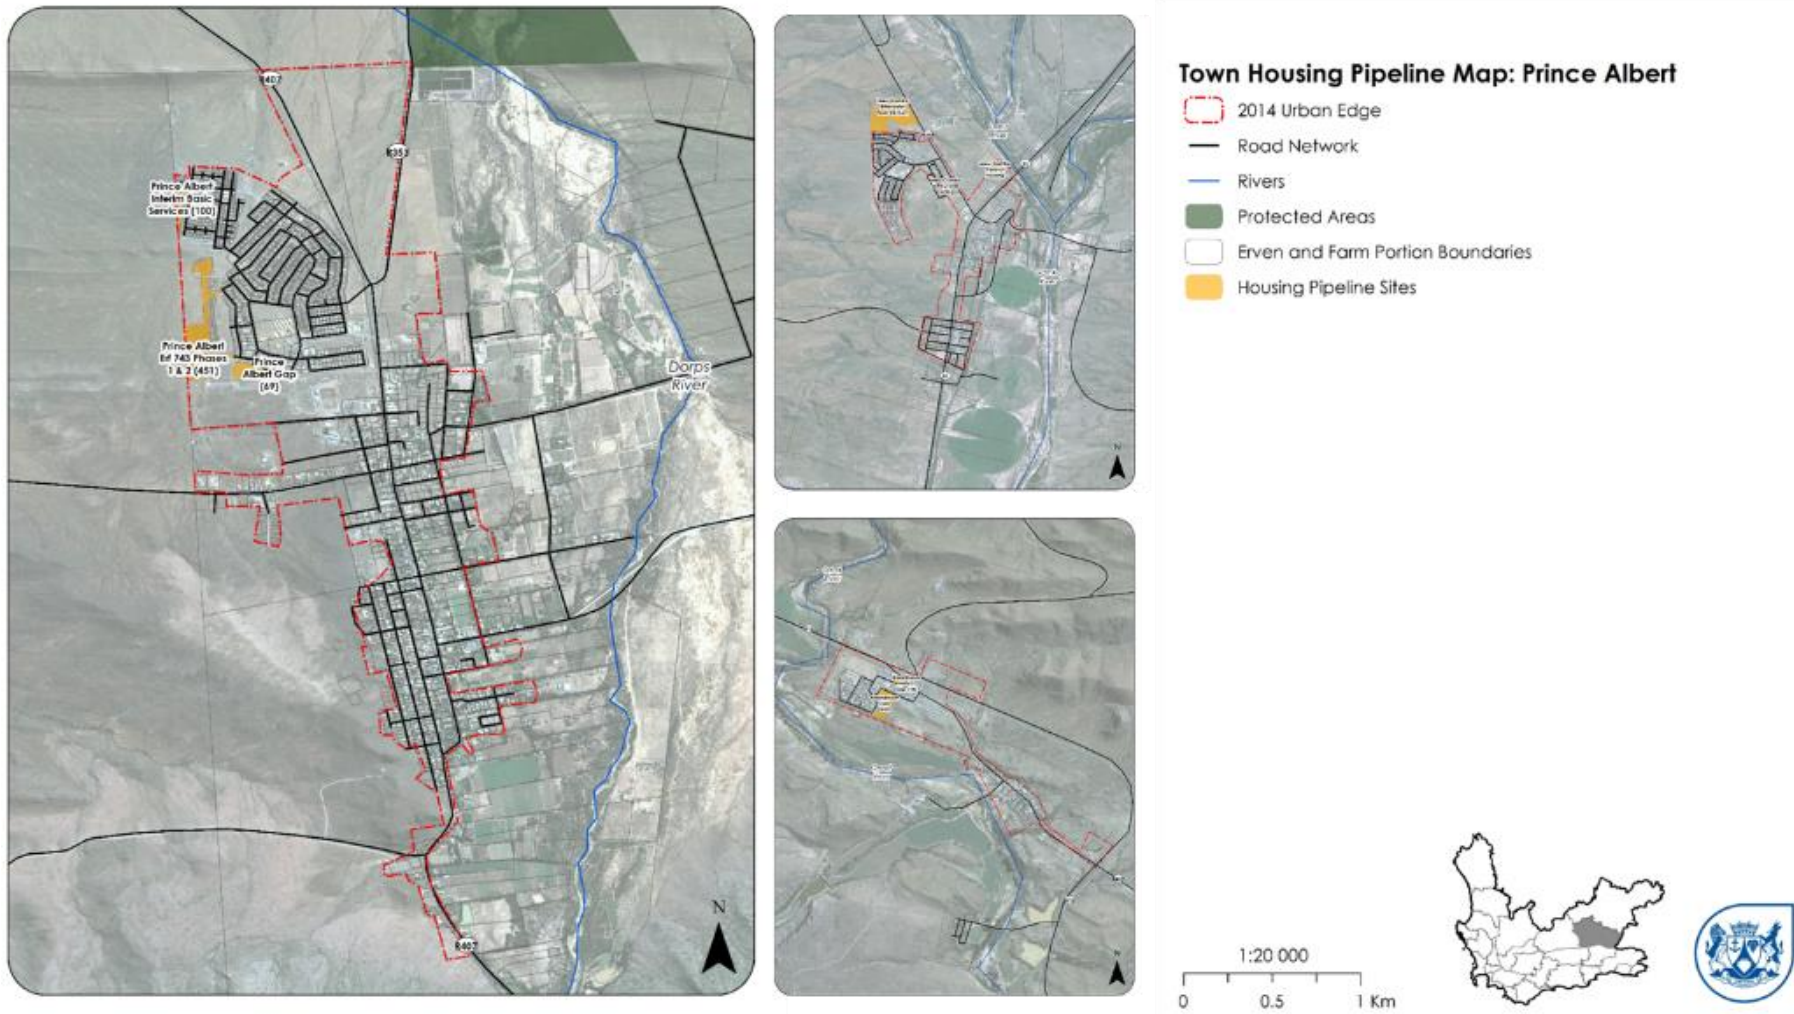 Town Housing Pipeline Map: Prince Albert
2014 Urban Edge
Road Network
Rivers
Protected Areas
Erven and Farm Portion Boundaries
Housing Pipeline Sites
R407
R353
Prince Albert
Interim Basic
Services (100)
Prince Albert
Erf 743 Phases
1 & 2 (451)
Prince
Albert Gap
(69)
Dorps
River
R407
N
N
N
1:20 000
0 0.5 1 Km